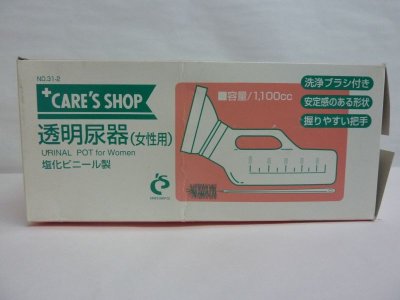 NO.31-2
CARE'S SHOP
透明尿器(女性用)
URINAL POT for Women
塩化ビニール製
■容量/1,100cc
洗浄ブラシ付き
安定感のある形状
握りやすい把手